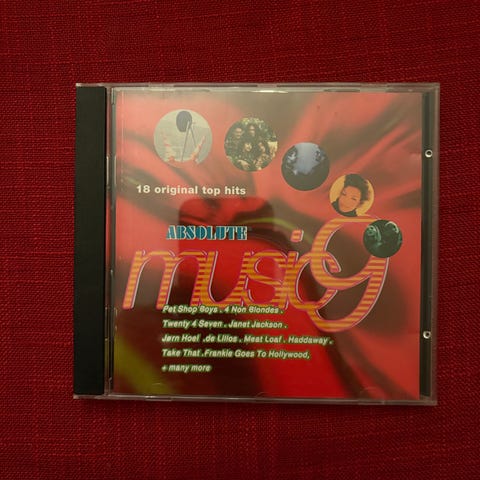 18 original top hits
ABSOLUTE
music 9
Pet Shop Boys . 4 Non Blondes .
Twenty 4 Seven . Janet Jackson .
Jørn Hoel .de Lillos . Meat Loaf . Haddaway .
Take That .Frankie Goes To Hollywood,
+ many more